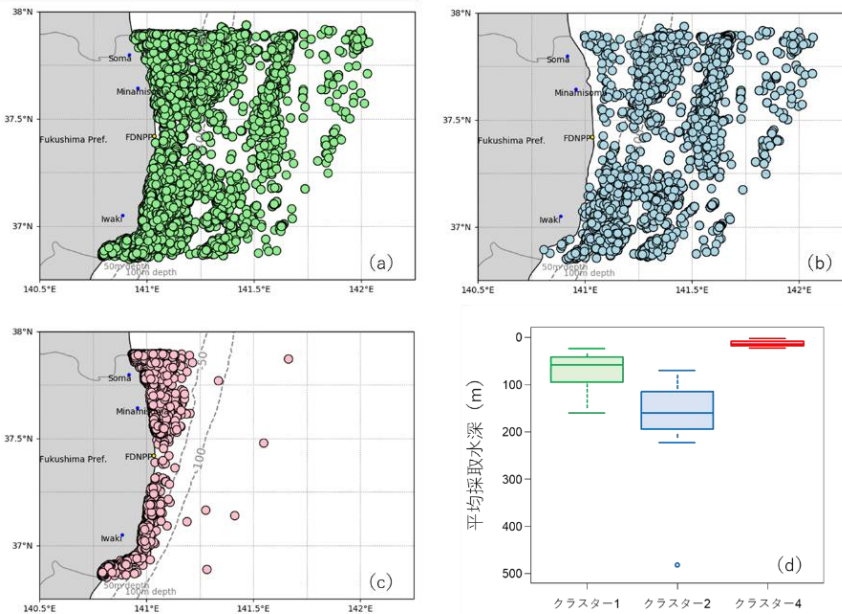 38°N
Soma
Minamisoma
37.5°N
Fukushima Pref.
FDNPP
37°N
Iwaki
50m depth
100m depth
(a)
140.5°E
141°E
141.5°E
142°E
38°N
Soma
Minamisoma
37.5°N
Fukushima Pref.
FDNPP
37°N
Iwaki
50m depth
100m depth
(b)
140.5°E
141°E
141.5°E
142°E
38°N
Soma
-50
Minamisoma
37.5°N
Fukushima Pref.
FDNPP
-100
37°N
Iwaki
50m depth
100m depth
(c)
140.5°E
141°E
141.5°E
142°E
平均採取水深 (m)
0
100
200
300
400
500
(d)
クラスター1
クラスター2
クラスター4